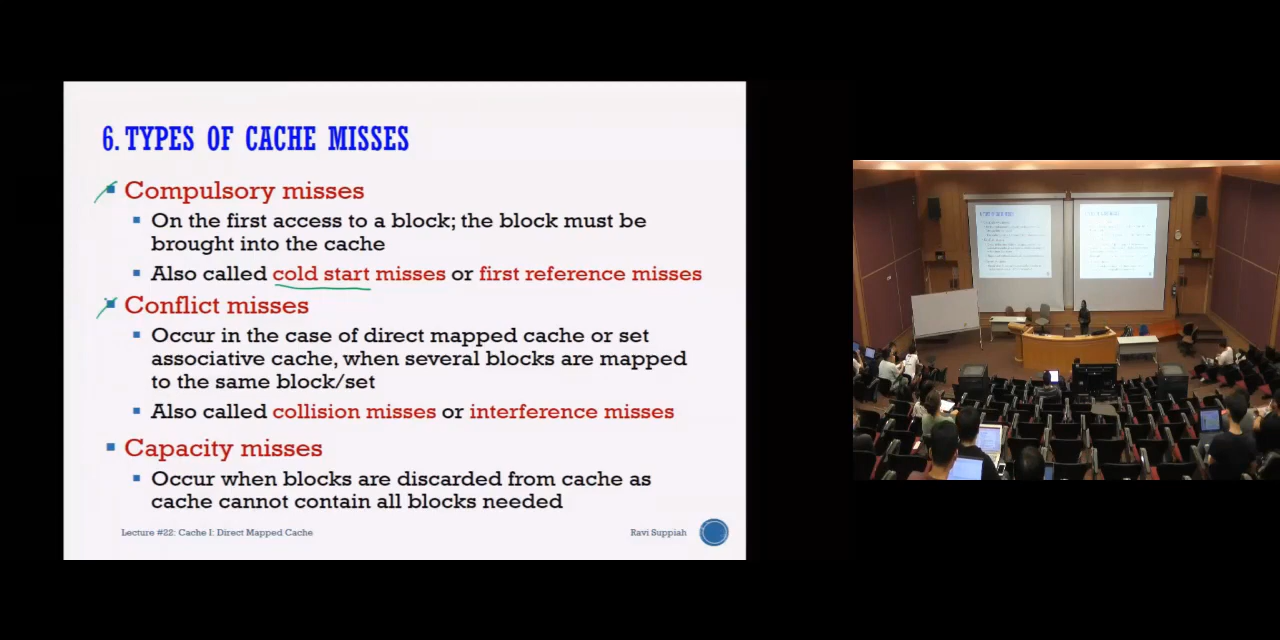 6. TYPES OF CACHE MISSES
Compulsory misses
On the first access to a block; the block must be
brought into the cache
Also called cold start misses or first reference misses
Conflict misses
Occur in the case of direct mapped cache or set
associative cache, when several blocks are mapped
to the same block/set
Also called collision misses or interference misses
Capacity misses
Occur when blocks are discarded from cache as
cache cannot contain all blocks needed
Lecture #22: Cache I: Direct Mapped Cache
Ravi Suppiah